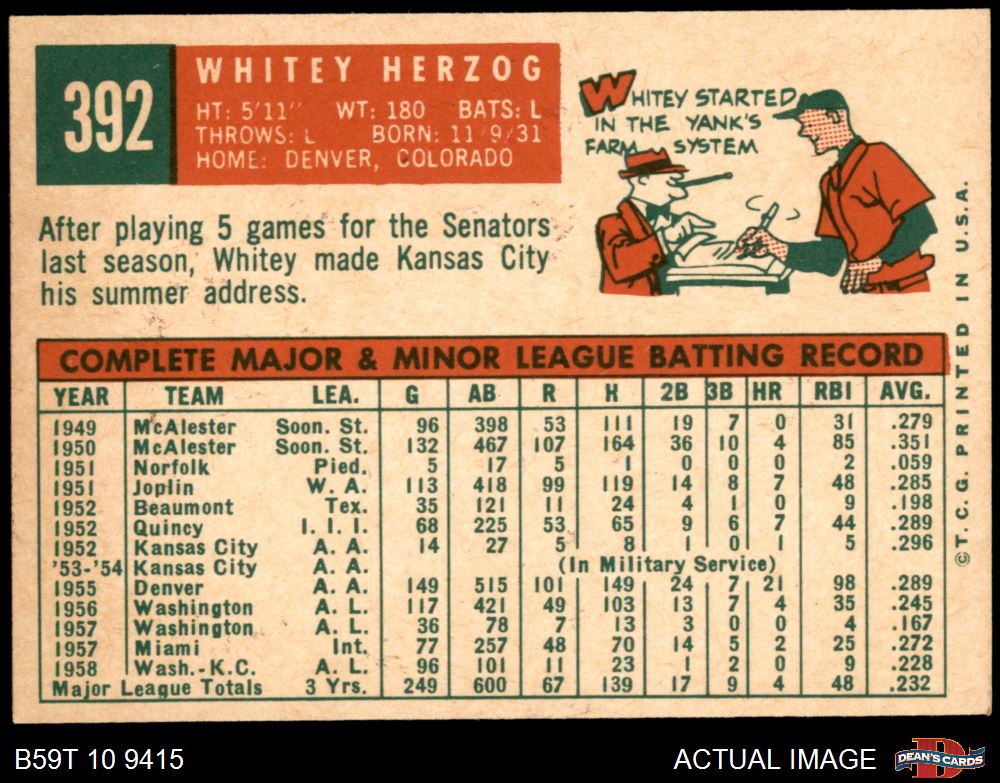 392
WHITEY HERZOG
HT: 5'11" WT: 180 BATS: L
THROWS: L BORN: 11/9/31
HOME: DENVER, COLORADO
WHITEY STARTED
IN THE YANK'S
FARM SYSTEM
After playing 5 games for the Senators
last season, Whitey made Kansas City
his summer address.
COMPLETE MAJOR & MINOR LEAGUE BATTING RECORD
YEAR TEAM LEA. G AB R H 2B 3B HR RBI AVG.
1949 McAlester Soon. St. 96 398 53 111 19 7 0 31 .279
1950 McAlester Soon. St. 132 467 107 164 36 10 4 85 .351
1951 Norfolk Pied. 5 17 5 1 0 0 0 2 .059
1951 Joplin W. A. 113 418 99 119 14 8 7 48 .285
1952 Beaumont Tex. 35 121 11 24 4 1 0 9 .198
1952 Quincy I. I. I. 68 225 53 65 9 6 7 44 .289
1952 Kansas City A. A. 14 27 5 8 1 0 1 5 .296
'53-'54 Kansas City A. A. (In Military Service)
1955 Denver A. A. 149 515 101 149 24 7 21 98 .289
1956 Washington A. L. 117 421 49 103 13 7 4 35 .245
1957 Washington A. L. 36 78 7 13 3 0 0 4 .167
1957 Miami Int. 77 257 48 70 14 5 2 25 .272
1958 Wash.-K.C. A. L. 96 101 11 23 1 2 0 9 .228
Major League Totals 3 Yrs. 249 600 67 139 17 9 4 48 .232
©T.C.G. PRINTED IN U.S.A.
B59T 10 9415
ACTUAL IMAGE
D
DEAN'S CARDS